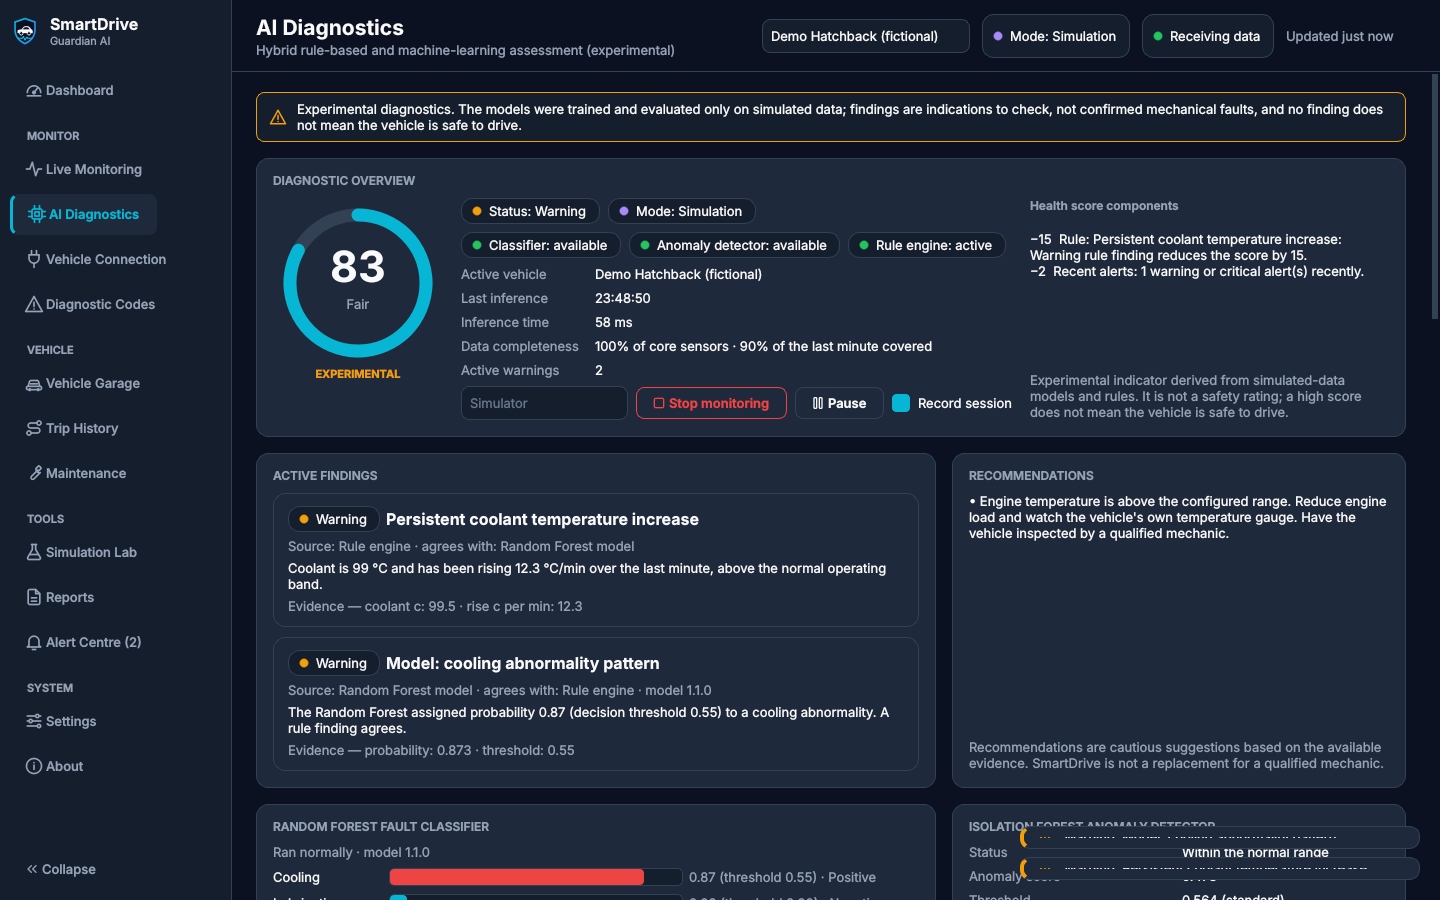 SmartDrive
Guardian AI
Dashboard
MONITOR
Live Monitoring
AI Diagnostics
Vehicle Connection
Diagnostic Codes
VEHICLE
Vehicle Garage
Trip History
Maintenance
TOOLS
Simulation Lab
Reports
Alert Centre (2)
SYSTEM
Settings
About
« Collapse
AI Diagnostics
Hybrid rule-based and machine-learning assessment (experimental)
Demo Hatchback (fictional)
Mode: Simulation
Receiving data
Updated just now
Experimental diagnostics. The models were trained and evaluated only on simulated data; findings are indications to check, not confirmed mechanical faults, and no finding does
not mean the vehicle is safe to drive.
DIAGNOSTIC OVERVIEW
83
Fair
EXPERIMENTAL
Status: Warning
Mode: Simulation
Classifier: available
Anomaly detector: available
Rule engine: active
Active vehicle Demo Hatchback (fictional)
Last inference 23:48:50
Inference time 58 ms
Data completeness 100% of core sensors · 90% of the last minute covered
Active warnings 2
Simulator
Stop monitoring
Pause
Record session
Health score components
−15 Rule: Persistent coolant temperature increase:
Warning rule finding reduces the score by 15.
−2 Recent alerts: 1 warning or critical alert(s) recently.
Experimental indicator derived from simulated-data
models and rules. It is not a safety rating; a high score
does not mean the vehicle is safe to drive.
ACTIVE FINDINGS
Warning Persistent coolant temperature increase
Source: Rule engine · agrees with: Random Forest model
Coolant is 99 °C and has been rising 12.3 °C/min over the last minute, above the normal operating
band.
Evidence — coolant c: 99.5 · rise c per min: 12.3
Warning Model: cooling abnormality pattern
Source: Random Forest model · agrees with: Rule engine · model 1.1.0
The Random Forest assigned probability 0.87 (decision threshold 0.55) to a cooling abnormality. A
rule finding agrees.
Evidence — probability: 0.873 · threshold: 0.55
RECOMMENDATIONS
• Engine temperature is above the configured range. Reduce engine
load and watch the vehicle's own temperature gauge. Have the
vehicle inspected by a qualified mechanic.
Recommendations are cautious suggestions based on the available
evidence. SmartDrive is not a replacement for a qualified mechanic.
RANDOM FOREST FAULT CLASSIFIER
Ran normally · model 1.1.0
Cooling 0.87 (threshold 0.55) · Positive
ISOLATION FOREST ANOMALY DETECTOR
Status Within the normal range
Anomaly
Threshold 0.564 (standard)